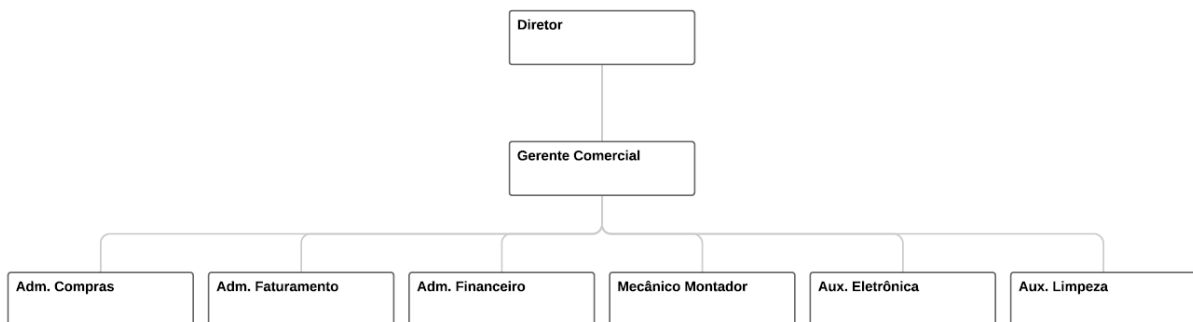 Diretor
Gerente Comercial
Adm. Compras
Adm. Faturamento
Adm. Financeiro
Mecânico Montador
Aux. Eletrônica
Aux. Limpeza